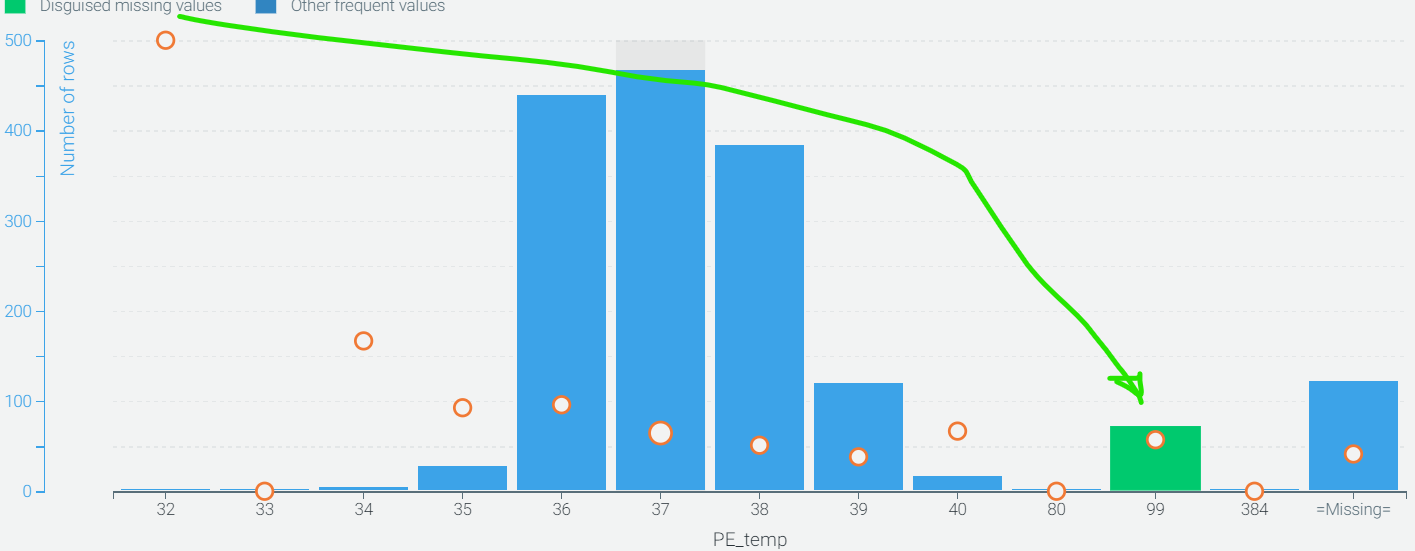 Disguised missing values Other frequent values
500
400
300
200
100
0
Number of rows
32 33 34 35 36 37 38 39 40 80 99 384 =Missing=
PE_temp